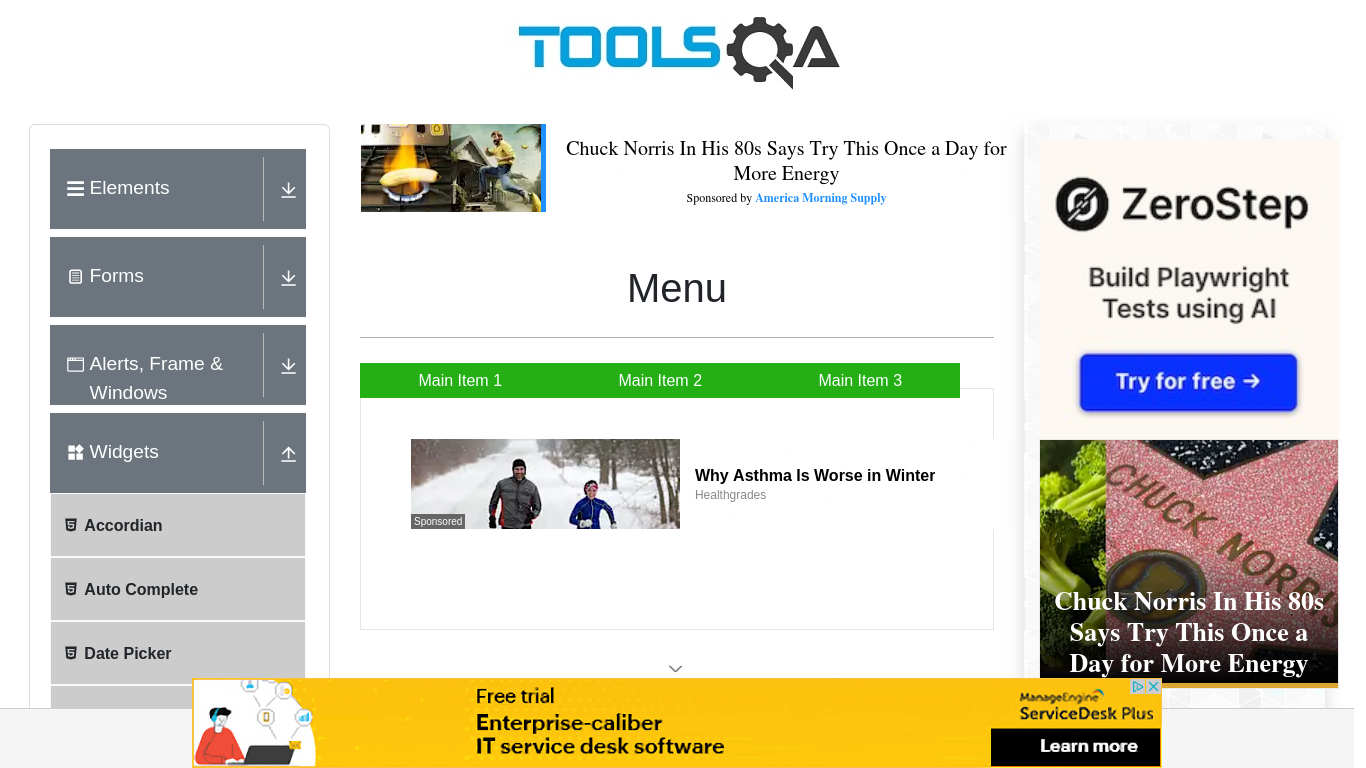 TOOLSQA
Elements
Forms
Alerts, Frame &
Windows
Widgets
Accordian
Auto Complete
Date Picker
Chuck Norris In His 80s Says Try This Once a Day for
More Energy
Sponsored by America Morning Supply
Menu
Main Item 1
Main Item 2
Main Item 3
Sponsored
Why Asthma Is Worse in Winter
Healthgrades
ZeroStep
Build Playwright
Tests using AI
Try for free →
CHUCK NORRIS
Chuck Norris In His 80s
Says Try This Once a
Day for More Energy
Free trial
Enterprise-caliber
IT service desk software
ManageEngine
ServiceDesk Plus
Learn more